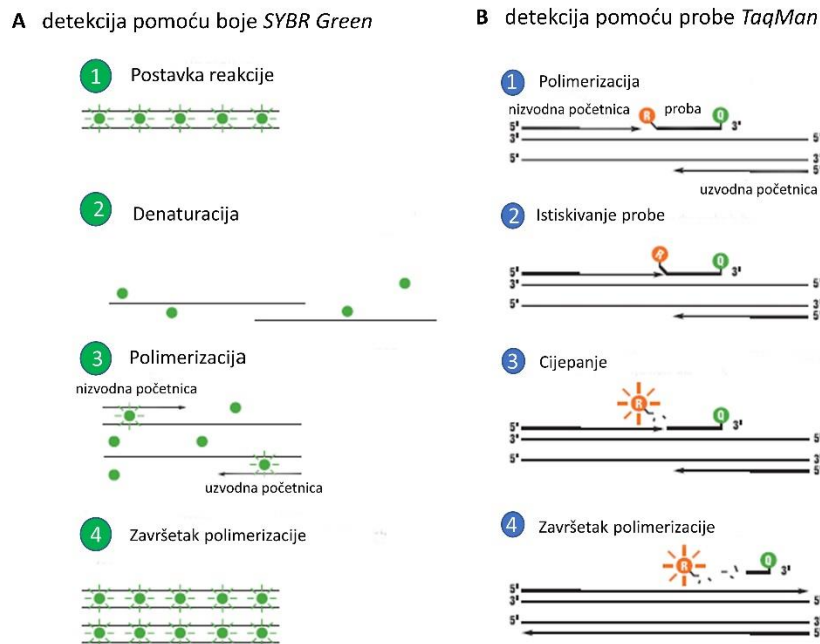 A detekcija pomoću boje SYBR Green
1 Postavka reakcije
2 Denaturacija
3 Polimerizacija
nizvodna početnica
uzvodna početnica
4 Završetak polimerizacije
B detekcija pomoću probe TaqMan
1 Polimerizacija
nizvodna početnica R proba Q
5' 3'
3' 5'
5' 3'
5'
uzvodna početnica
2 Istiskivanje probe
R Q
5' 3'
3' 5'
5' 3'
5'
3 Cijepanje
R Q
5' 3'
3' 5'
5' 3'
5'
4 Završetak polimerizacije
R Q
3'
5'
3' 5'
5' 3'
5'